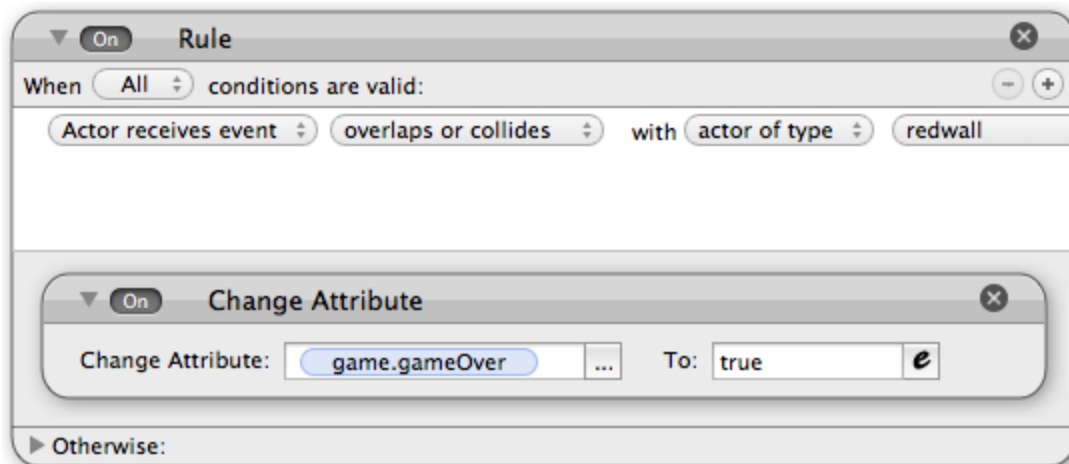 On Rule
When All conditions are valid:
Actor receives event overlaps or collides with actor of type redwall
On Change Attribute
Change Attribute: game.gameOver ... To: true e
Otherwise: